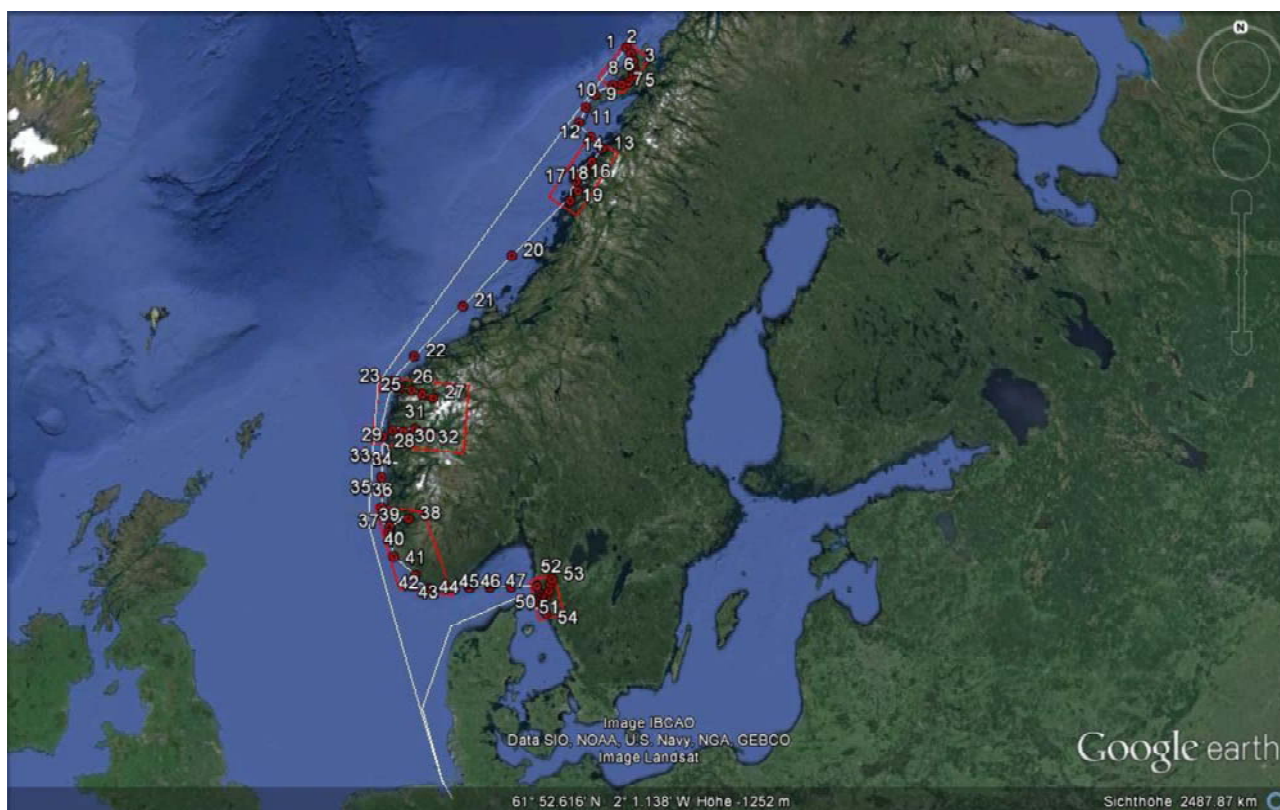 N
1 2
3
8 6
7 5
10 9
11
12
14 13
17 18 16
19
20
21
22
23 26
25 27
31
29 28 30 32
33 34
35 36
39 38
37
40
41
42 43 44 45 46 47
52 53
50 51
54
Image IBCAO
Data SIO, NOAA, U.S. Navy, NGA, GEBCO
Image Landsat
Google earth
61° 52.616' N 2° 1.138' W Höhe -1252 m
Sichthöhe 2487.87 km